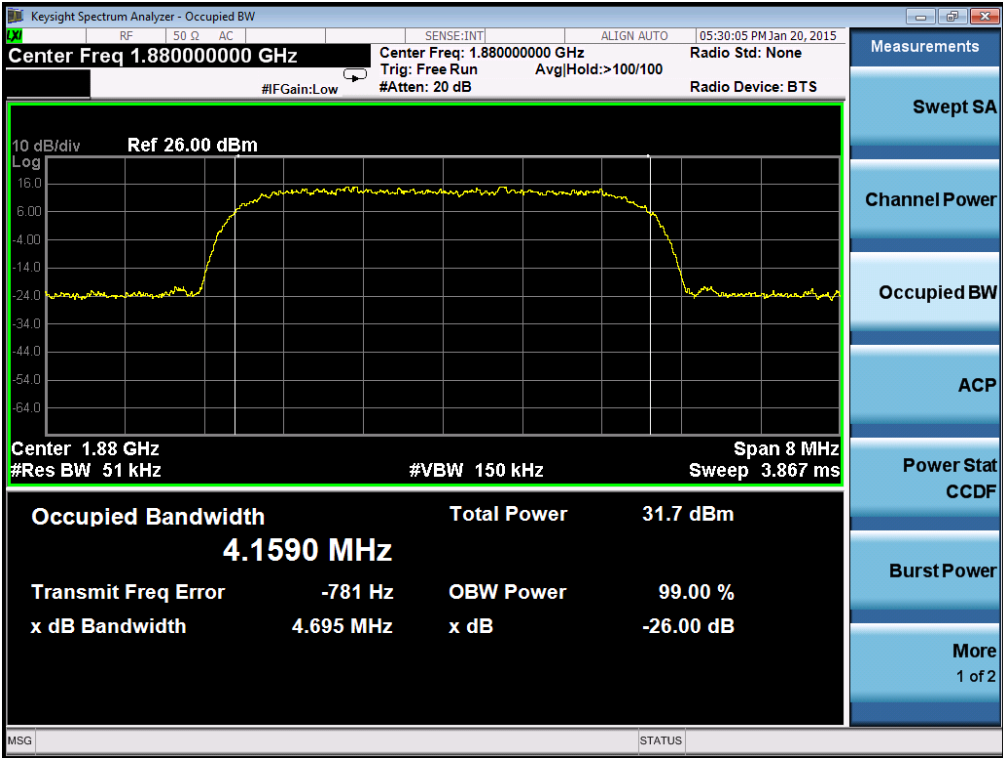 Keysight Spectrum Analyzer - Occupied BW
LXI RF 50 Ω AC SENSE:INT ALIGN AUTO 05:30:05 PM Jan 20, 2015
Center Freq 1.880000000 GHz
Center Freq: 1.880000000 GHz Radio Std: None
Trig: Free Run Avg|Hold:>100/100
#IFGain:Low #Atten: 20 dB Radio Device: BTS
10 dB/div Ref 26.00 dBm
Log
16.0
6.00
-4.00
-14.0
-24.0
-34.0
-44.0
-54.0
-64.0
Center 1.88 GHz Span 8 MHz
#Res BW 51 kHz #VBW 150 kHz Sweep 3.867 ms
Occupied Bandwidth Total Power 31.7 dBm
4.1590 MHz
Transmit Freq Error -781 Hz OBW Power 99.00 %
x dB Bandwidth 4.695 MHz x dB -26.00 dB
MSG STATUS
Measurements
Swept SA
Channel Power
Occupied BW
ACP
Power Stat
CCDF
Burst Power
More
1 of 2